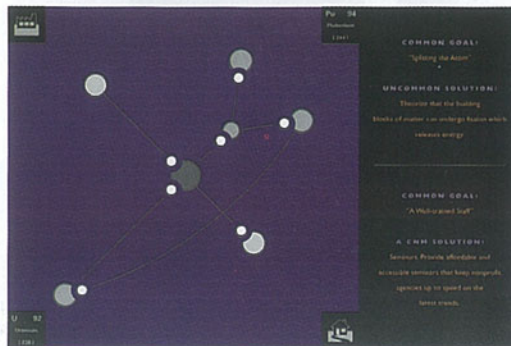 Pu 94
Plutonium
(244)
COMMON GOAL:
"Splitting the Atom"
UNCOMMON SOLUTION:
Theorize that the building
blocks of matter can undergo fission which
releases energy
COMMON GOAL:
"A Well-trained Staff"
A CNM SOLUTION:
Seminars. Provide affordable and
accessible seminars that keep nonprofit
agencies up to speed on the
latest trends.
U 92
Uranium
(238)